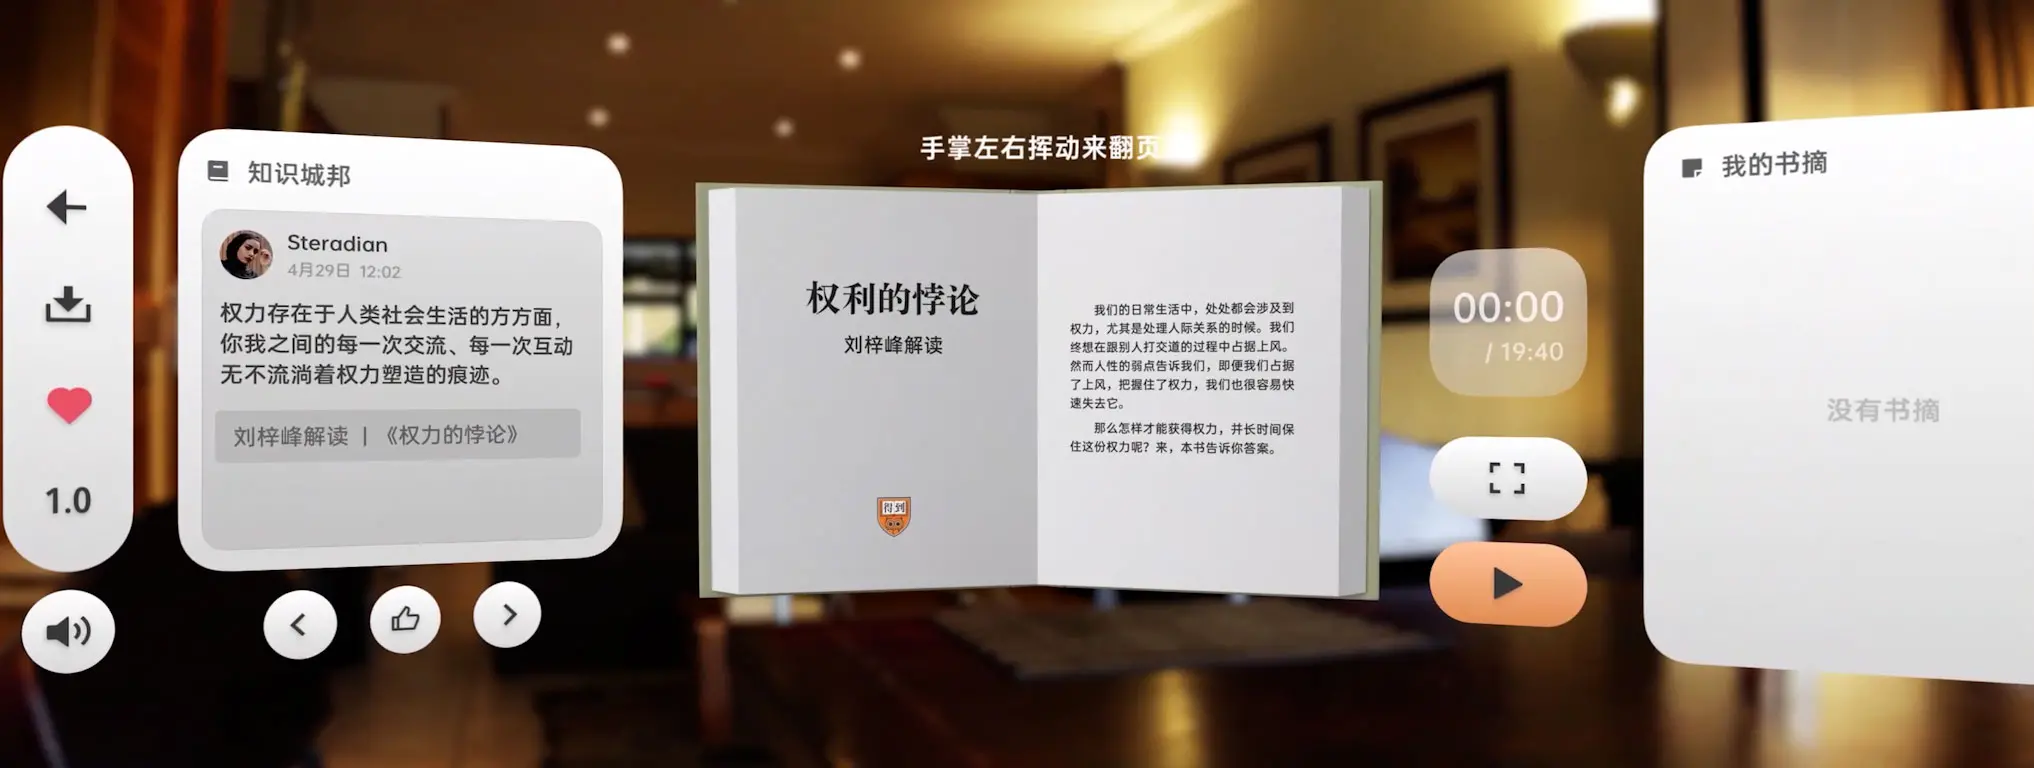 手掌左右挥动来翻页
知识城邦
Steradian
4月29日 12:02
权力存在于人类社会生活的方方面，
你我之间的每一次交流、每一次互动
无不流淌着权力塑造的痕迹。
刘梓峰解读 | 《权力的悖论》
1.0
权利的悖论
刘梓峰解读
得到
我们的日常生活中，处处都会涉及到
权力，尤其是处理人际关系的时候。我们
终想在跟别人打交道的过程中占据上风。
然而人性的弱点告诉我们，即便我们占据
了上风，把握住了权力，我们也很容易快
速失去它。
那么怎样才能获得权力，并长时间保
住这份权力呢？来，本书告诉你答案。
00:00
/ 19:40
我的书摘
没有书摘